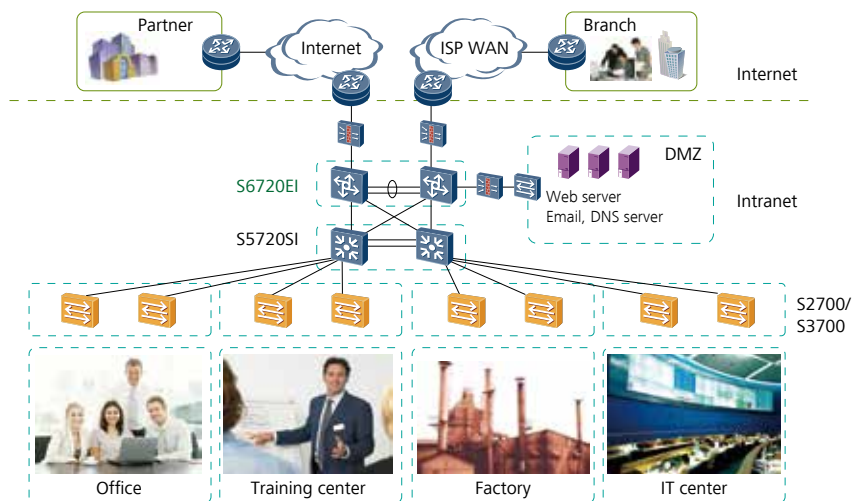 Partner
Internet
ISP WAN
Branch
Internet
DMZ
S6720EI
Web server
Email, DNS server
Intranet
S5720SI
S2700/
S3700
Office
Training center
Factory
IT center